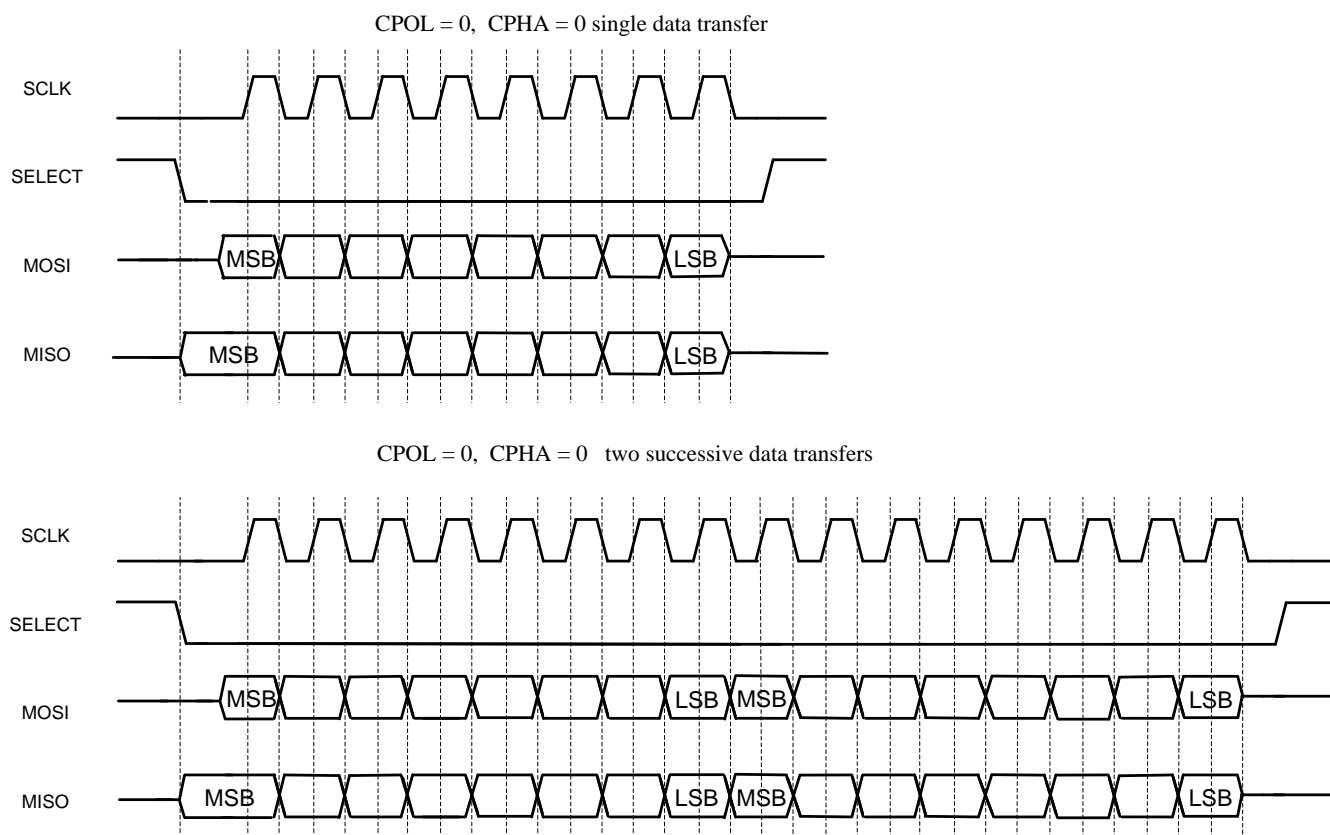 CPOL = 0, CPHA = 0 single data transfer
SCLK
SELECT
MOSI
MSB
LSB
MISO
MSB
LSB
CPOL = 0, CPHA = 0 two successive data transfers
SCLK
SELECT
MOSI
MSB
LSB
MSB
LSB
MISO
MSB
LSB
MSB
LSB